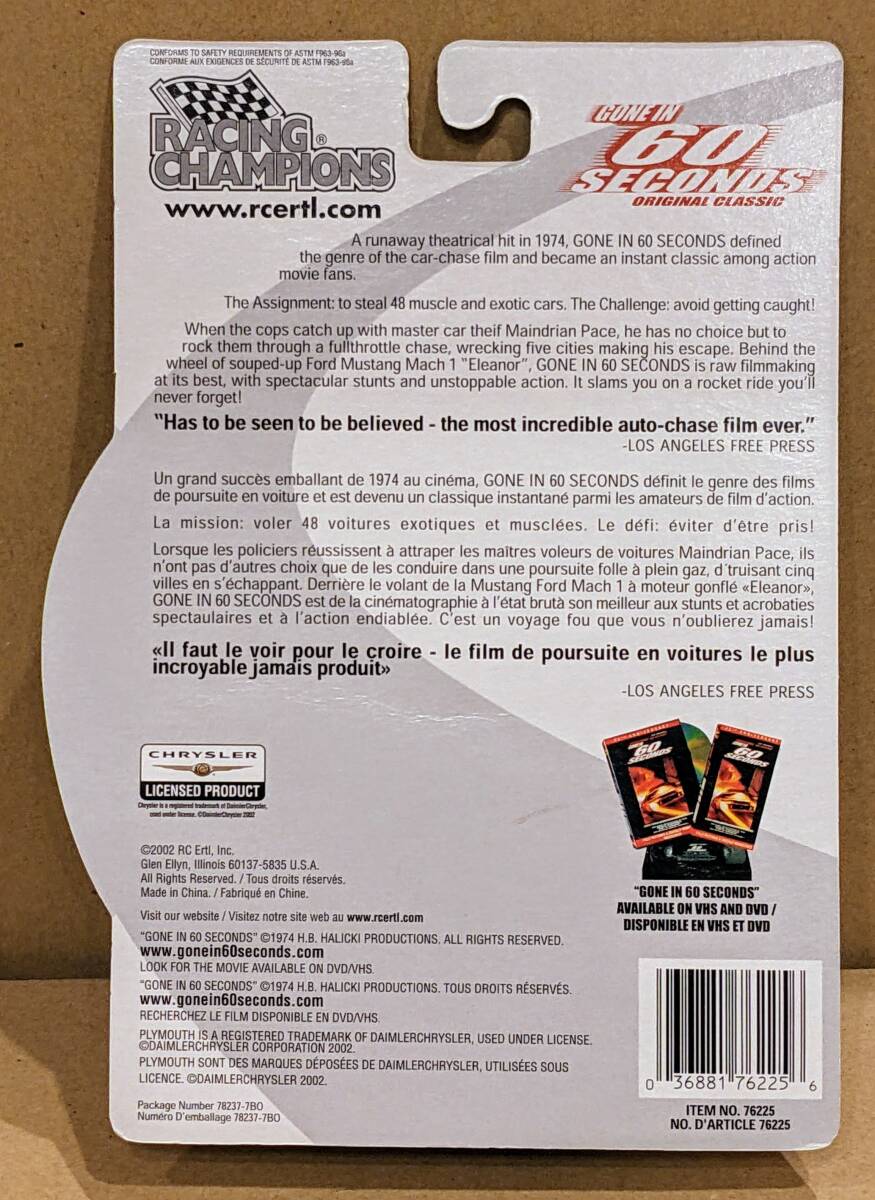 CONFORMS TO SAFETY REQUIREMENTS OF ASTM F963-96a
CONFORME AUX EXIGENCES DE SÉCURITÉ DE ASTM F963-96a
RACING®
CHAMPIONS
www.rcertl.com
GONE IN
60
SECONDS
ORIGINAL CLASSIC
A runaway theatrical hit in 1974, GONE IN 60 SECONDS defined
the genre of the car-chase film and became an instant classic among action
movie fans.
The Assignment: to steal 48 muscle and exotic cars. The Challenge: avoid getting caught!
When the cops catch up with master car theif Maindrian Pace, he has no choice but to
rock them through a fullthrottle chase, wrecking five cities making his escape. Behind the
wheel of souped-up Ford Mustang Mach 1 "Eleanor", GONE IN 60 SECONDS is raw filmmaking
at its best, with spectacular stunts and unstoppable action. It slams you on a rocket ride you'll
never forget!
"Has to be seen to be believed - the most incredible auto-chase film ever."
-LOS ANGELES FREE PRESS
Un grand succès emballant de 1974 au cinéma, GONE IN 60 SECONDS définit le genre des films
de poursuite en voiture et est devenu un classique instantané parmi les amateurs de film d'action.
La mission: voler 48 voitures exotiques et musclées. Le défi: éviter d'être pris!
Lorsque les policiers réussissent à attraper les maîtres voleurs de voitures Maindrian Pace, ils
n'ont pas d'autres choix que de les conduire dans une poursuite folle à plein gaz, d´truisant cinq
villes en s'échappant. Derrière le volant de la Mustang Ford Mach 1 à moteur gonflé «Eleanor»,
GONE IN 60 SECONDS est de la cinématographie à l'état brutà son meilleur aux stunts et acrobaties
spectaulaires et à l'action endiablée. C'est un voyage fou que vous n'oublierez jamais!
«Il faut le voir pour le croire - le film de poursuite en voitures le plus
incroyable jamais produit»
-LOS ANGELES FREE PRESS
CHRYSLER
LICENSED PRODUCT
Chrysler is a registered trademark of DaimlerChrysler,
used under license. ©DaimlerChrysler 2002
60
SECONDS
60
SECONDS
"GONE IN 60 SECONDS"
AVAILABLE ON VHS AND DVD /
DISPONIBLE EN VHS ET DVD
©2002 RC Ertl, Inc.
Glen Ellyn, Illinois 60137-5835 U.S.A.
All Rights Reserved. / Tous droits réservés.
Made in China. / Fabriqué en Chine.
Visit our website / Visitez notre site web au www.rcertl.com
"GONE IN 60 SECONDS" ©1974 H.B. HALICKI PRODUCTIONS. ALL RIGHTS RESERVED.
www.gonein60seconds.com
LOOK FOR THE MOVIE AVAILABLE ON DVD/VHS.
"GONE IN 60 SECONDS" ©1974 H.B. HALICKI PRODUCTIONS. TOUS DROITS RÉSERVÉS.
www.gonein60seconds.com
RECHERCHEZ LE FILM DISPONIBLE EN DVD/VHS.
PLYMOUTH IS A REGISTERED TRADEMARK OF DAIMLERCHRYSLER, USED UNDER LICENSE.
©DAIMLERCHRYSLER CORPORATION 2002.
PLYMOUTH SONT DES MARQUES DÉPOSÉES DE DAIMLERCHRYSLER, UTILISÉES SOUS
LICENCE. ©DAIMLERCHRYSLER 2002.
Package Number 78237-7B0
Numéro D'emballage 78237-7B0
0 36881 76225 6
ITEM NO. 76225
NO. D'ARTICLE 76225